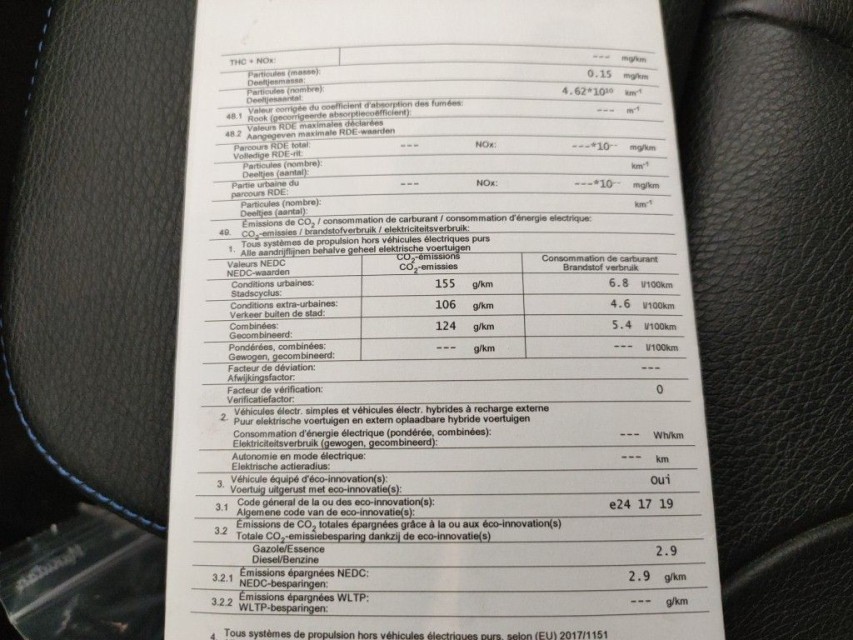 THC + NOx: --- mg/km
Particules (masse): 0.15 mg/km
Deeltjesmassa:
Particules (nombre): 4.62*10¹⁰ km⁻¹
Deeltjesaantal:
48.1 Valeur corrigée du coefficient d'absorption des fumées: --- m⁻¹
Rook (gecorrigeerde absorptiecoëfficiënt):
48.2 Valeurs RDE maximales déclarées
Aangegeven maximale RDE-waarden
Parcours RDE total: --- NOx: ---*10-- mg/km
Volledige RDE-rit:
Particules (nombre): km⁻¹
Deeltjes (aantal):
Partie urbaine du --- NOx: ---*10-- mg/km
parcours RDE:
Particules (nombre): km⁻¹
Deeltjes (aantal):
49. Émissions de CO₂ / consommation de carburant / consommation d'énergie electrique:
CO₂-emissies / brandstofverbruik / elektriciteitsverbruik:
1. Tous systèmes de propulsion hors véhicules électriques purs
Alle aandrijflijnen behalve geheel elektrische voertuigen
Valeurs NEDC CO₂-émissions Consommation de carburant
NEDC-waarden CO₂-emissies Brandstof verbruik
Conditions urbaines: 155 g/km 6.8 l/100km
Stadscyclus:
Conditions extra-urbaines: 106 g/km 4.6 l/100km
Verkeer buiten de stad:
Combinées: 124 g/km 5.4 l/100km
Gecombineerd:
Pondérées, combinées: --- g/km --- l/100km
Gewogen, gecombineerd:
Facteur de déviation: ---
Afwijkingsfactor:
Facteur de vérification: 0
Verificatiefactor:
2. Véhicules électr. simples et véhicules électr. hybrides à recharge externe
Puur elektrische voertuigen en extern oplaadbare hybride voertuigen
Consommation d'énergie électrique (pondérée, combinées): --- Wh/km
Elektriciteitsverbruik (gewogen, gecombineerd):
Autonomie en mode électrique: --- km
Elektrische actieradius:
3. Véhicule équipé d'éco-innovation(s): Oui
Voertuig uitgerust met eco-innovatie(s):
3.1 Code géneral de la ou des eco-innovation(s): e24 17 19
Algemene code van de eco-innovatie(s):
3.2 Émissions de CO₂ totales épargnées grâce à la ou aux éco-innovation(s)
Totale CO₂-emissiebesparing dankzij de eco-innovatie(s)
Gazole/Essence 2.9
Diesel/Benzine
3.2.1 Émissions épargnées NEDC: 2.9 g/km
NEDC-besparingen:
3.2.2 Émissions épargnées WLTP: --- g/km
WLTP-besparingen:
4. Tous systèmes de propulsion hors véhicules électriques purs, selon (EU) 2017/1151